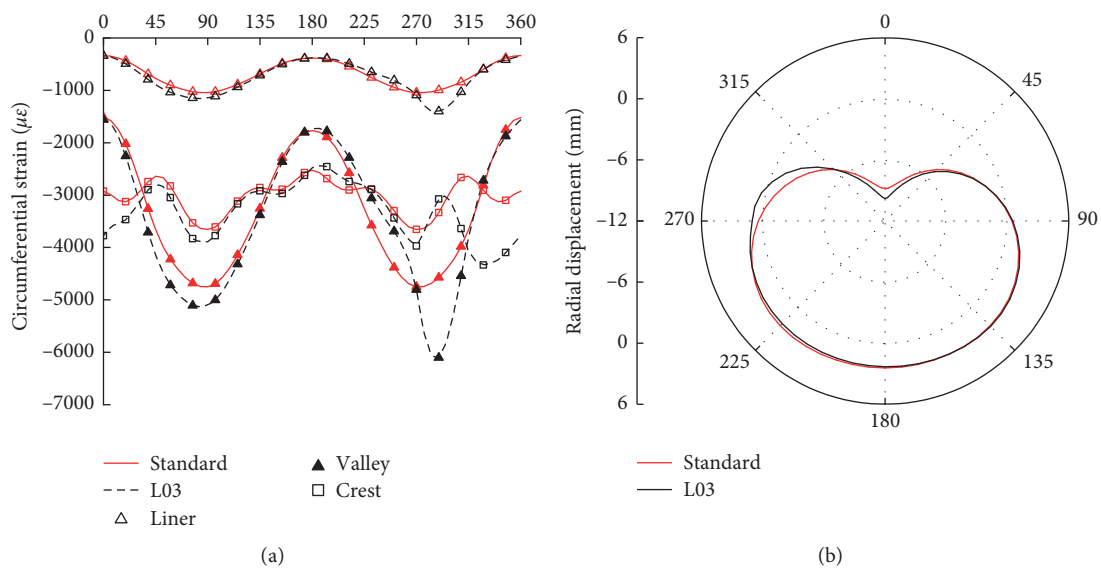 0 45 90 135 180 225 270 315 360
0
–1000
–2000
–3000
–4000
–5000
–6000
–7000
Circumferential strain (με)
Standard
L03
Liner
Valley
Crest
(a)
6
0
–6
–12
–6
0
6
Radial displacement (mm)
0
45
90
135
180
225
270
315
Standard
L03
(b)